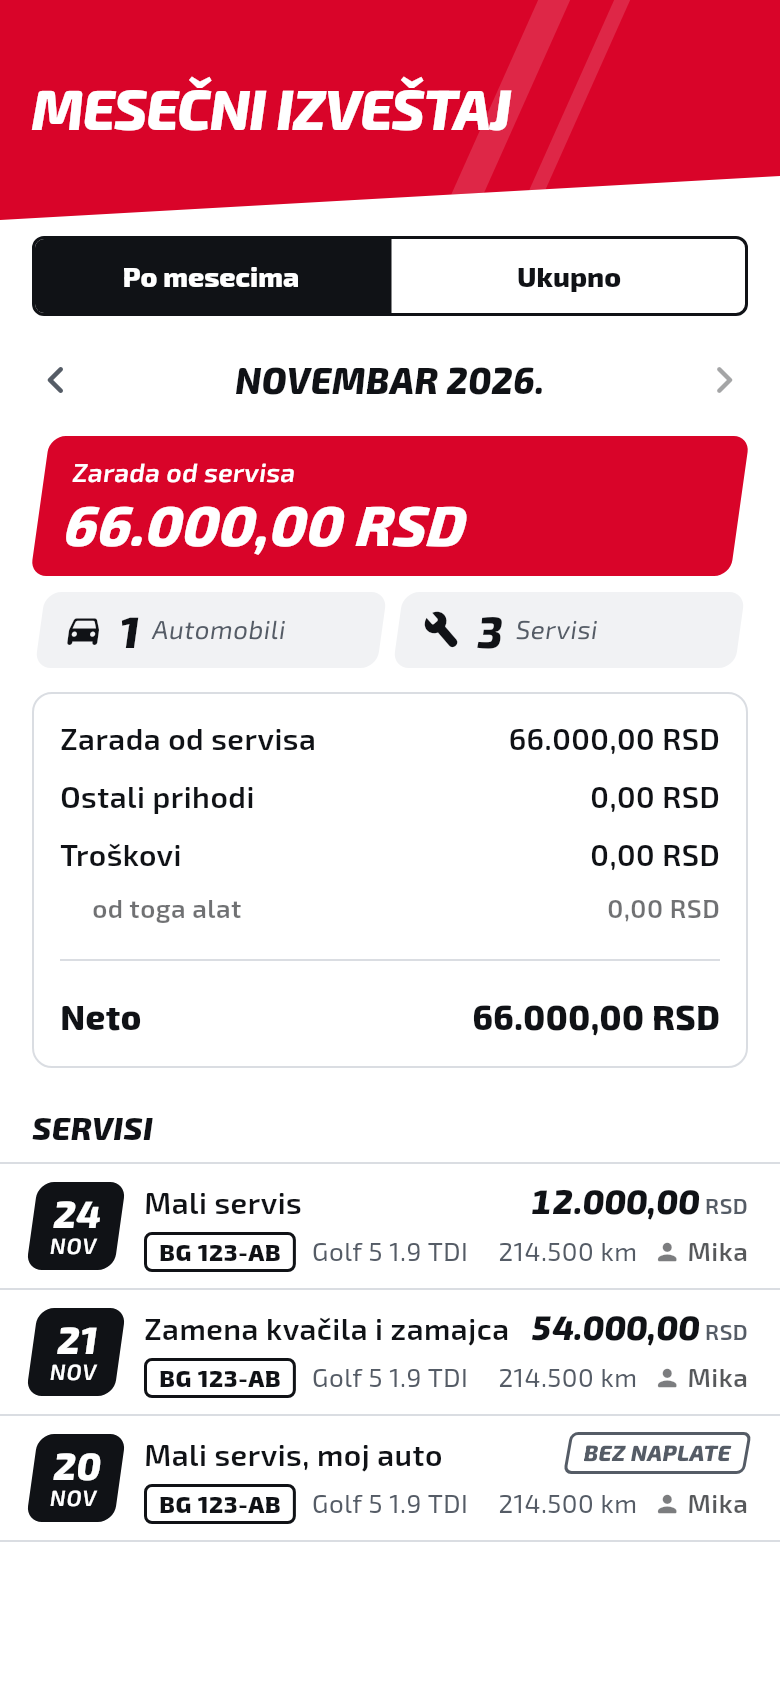 MESEČNI IZVEŠTAJ
Po mesecima Ukupno
NOVEMBAR 2026.
Zarada od servisa
66.000,00 RSD
1 Automobili 3 Servisi
Zarada od servisa 66.000,00 RSD
Ostali prihodi 0,00 RSD
Troškovi 0,00 RSD
od toga alat 0,00 RSD
Neto 66.000,00 RSD
SERVISI
24 Mali servis 12.000,00 RSD
NOV BG 123-AB Golf 5 1.9 TDI 214.500 km Mika
21 Zamena kvačila i zamajca 54.000,00 RSD
NOV BG 123-AB Golf 5 1.9 TDI 214.500 km Mika
20 Mali servis, moj auto BEZ NAPLATE
NOV BG 123-AB Golf 5 1.9 TDI 214.500 km Mika